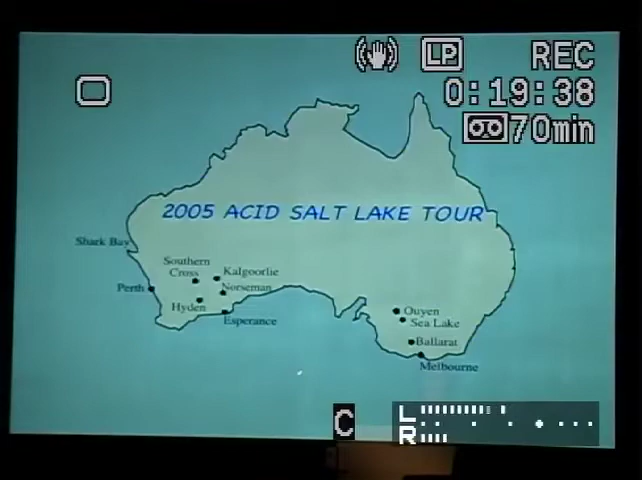 LP REC
0:19:38
70min
2005 ACID SALT LAKE TOUR
Shark Bay
Southern
Cross
Kalgoorlie
Perth
Norseman
Hyden
Esperance
Ouyen
Sea Lake
Ballarat
Melbourne
C
L
R